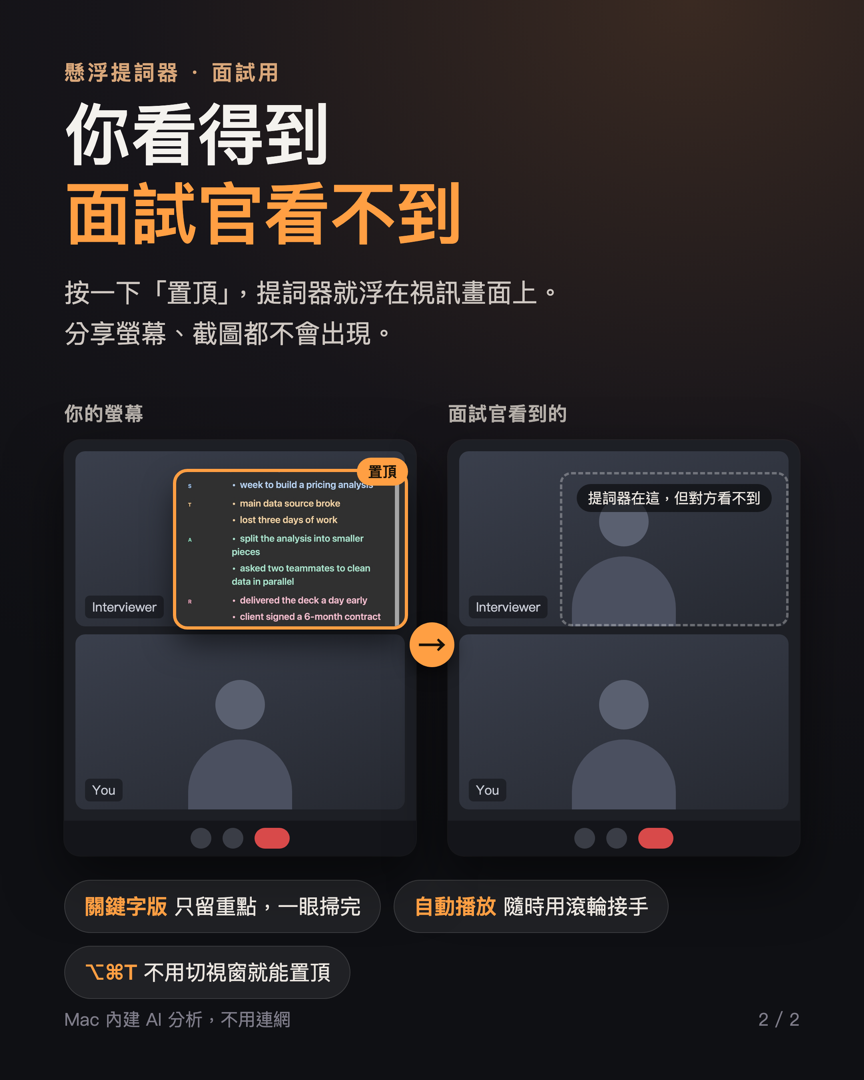 懸浮提詞器 · 面試用
你看得到
面試官看不到
按一下「置頂」，提詞器就浮在視訊畫面上。
分享螢幕、截圖都不會出現。
你的螢幕
置頂
S • week to build a pricing analysis
T • main data source broke
• lost three days of work
A • split the analysis into smaller
pieces
• asked two teammates to clean
data in parallel
R • delivered the deck a day early
• client signed a 6-month contract
Interviewer
You
→
面試官看到的
提詞器在這，但對方看不到
Interviewer
You
關鍵字版 只留重點，一眼掃完
自動播放 隨時用滾輪接手
⌥⌘T 不用切視窗就能置頂
Mac 內建 AI 分析，不用連網
2 / 2